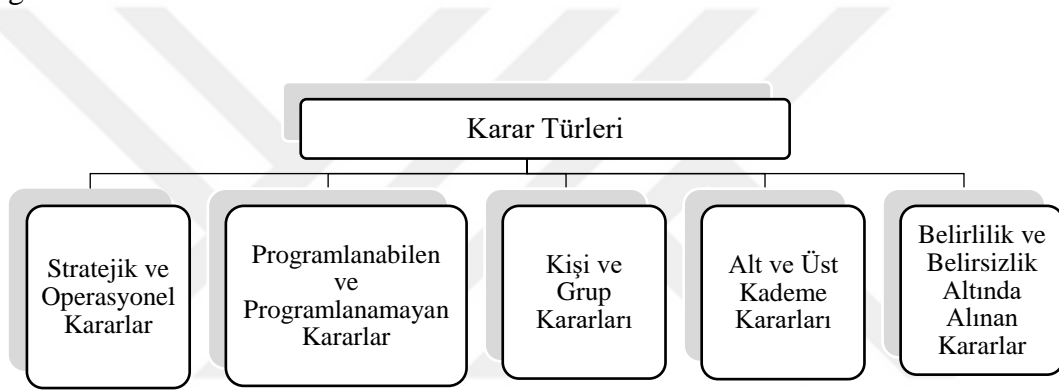 Karar Türleri
Stratejik ve
Operasyonel
Kararlar
Programlanabilen
ve
Programlanamayan
Kararlar
Kişi ve
Grup
Kararları
Alt ve Üst
Kademe
Kararları
Belirlilik ve
Belirsizlik
Altında
Alınan
Kararlar